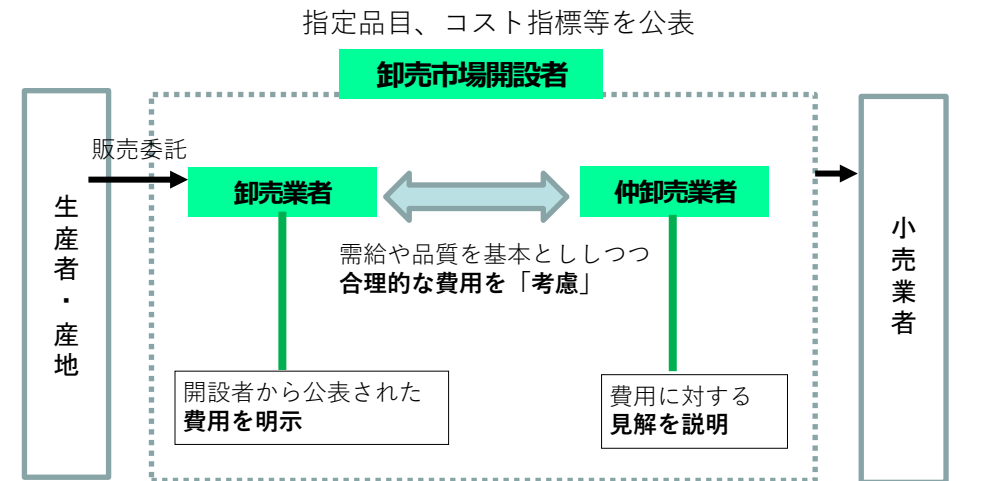 指定品目、コスト指標等を公表
卸売市場開設者
販売委託
生産者・産地
卸売業者
仲卸売業者
小売業者
需給や品質を基本とししつつ
合理的な費用を「考慮」
開設者から公表された
費用を明示
費用に対する
見解を説明